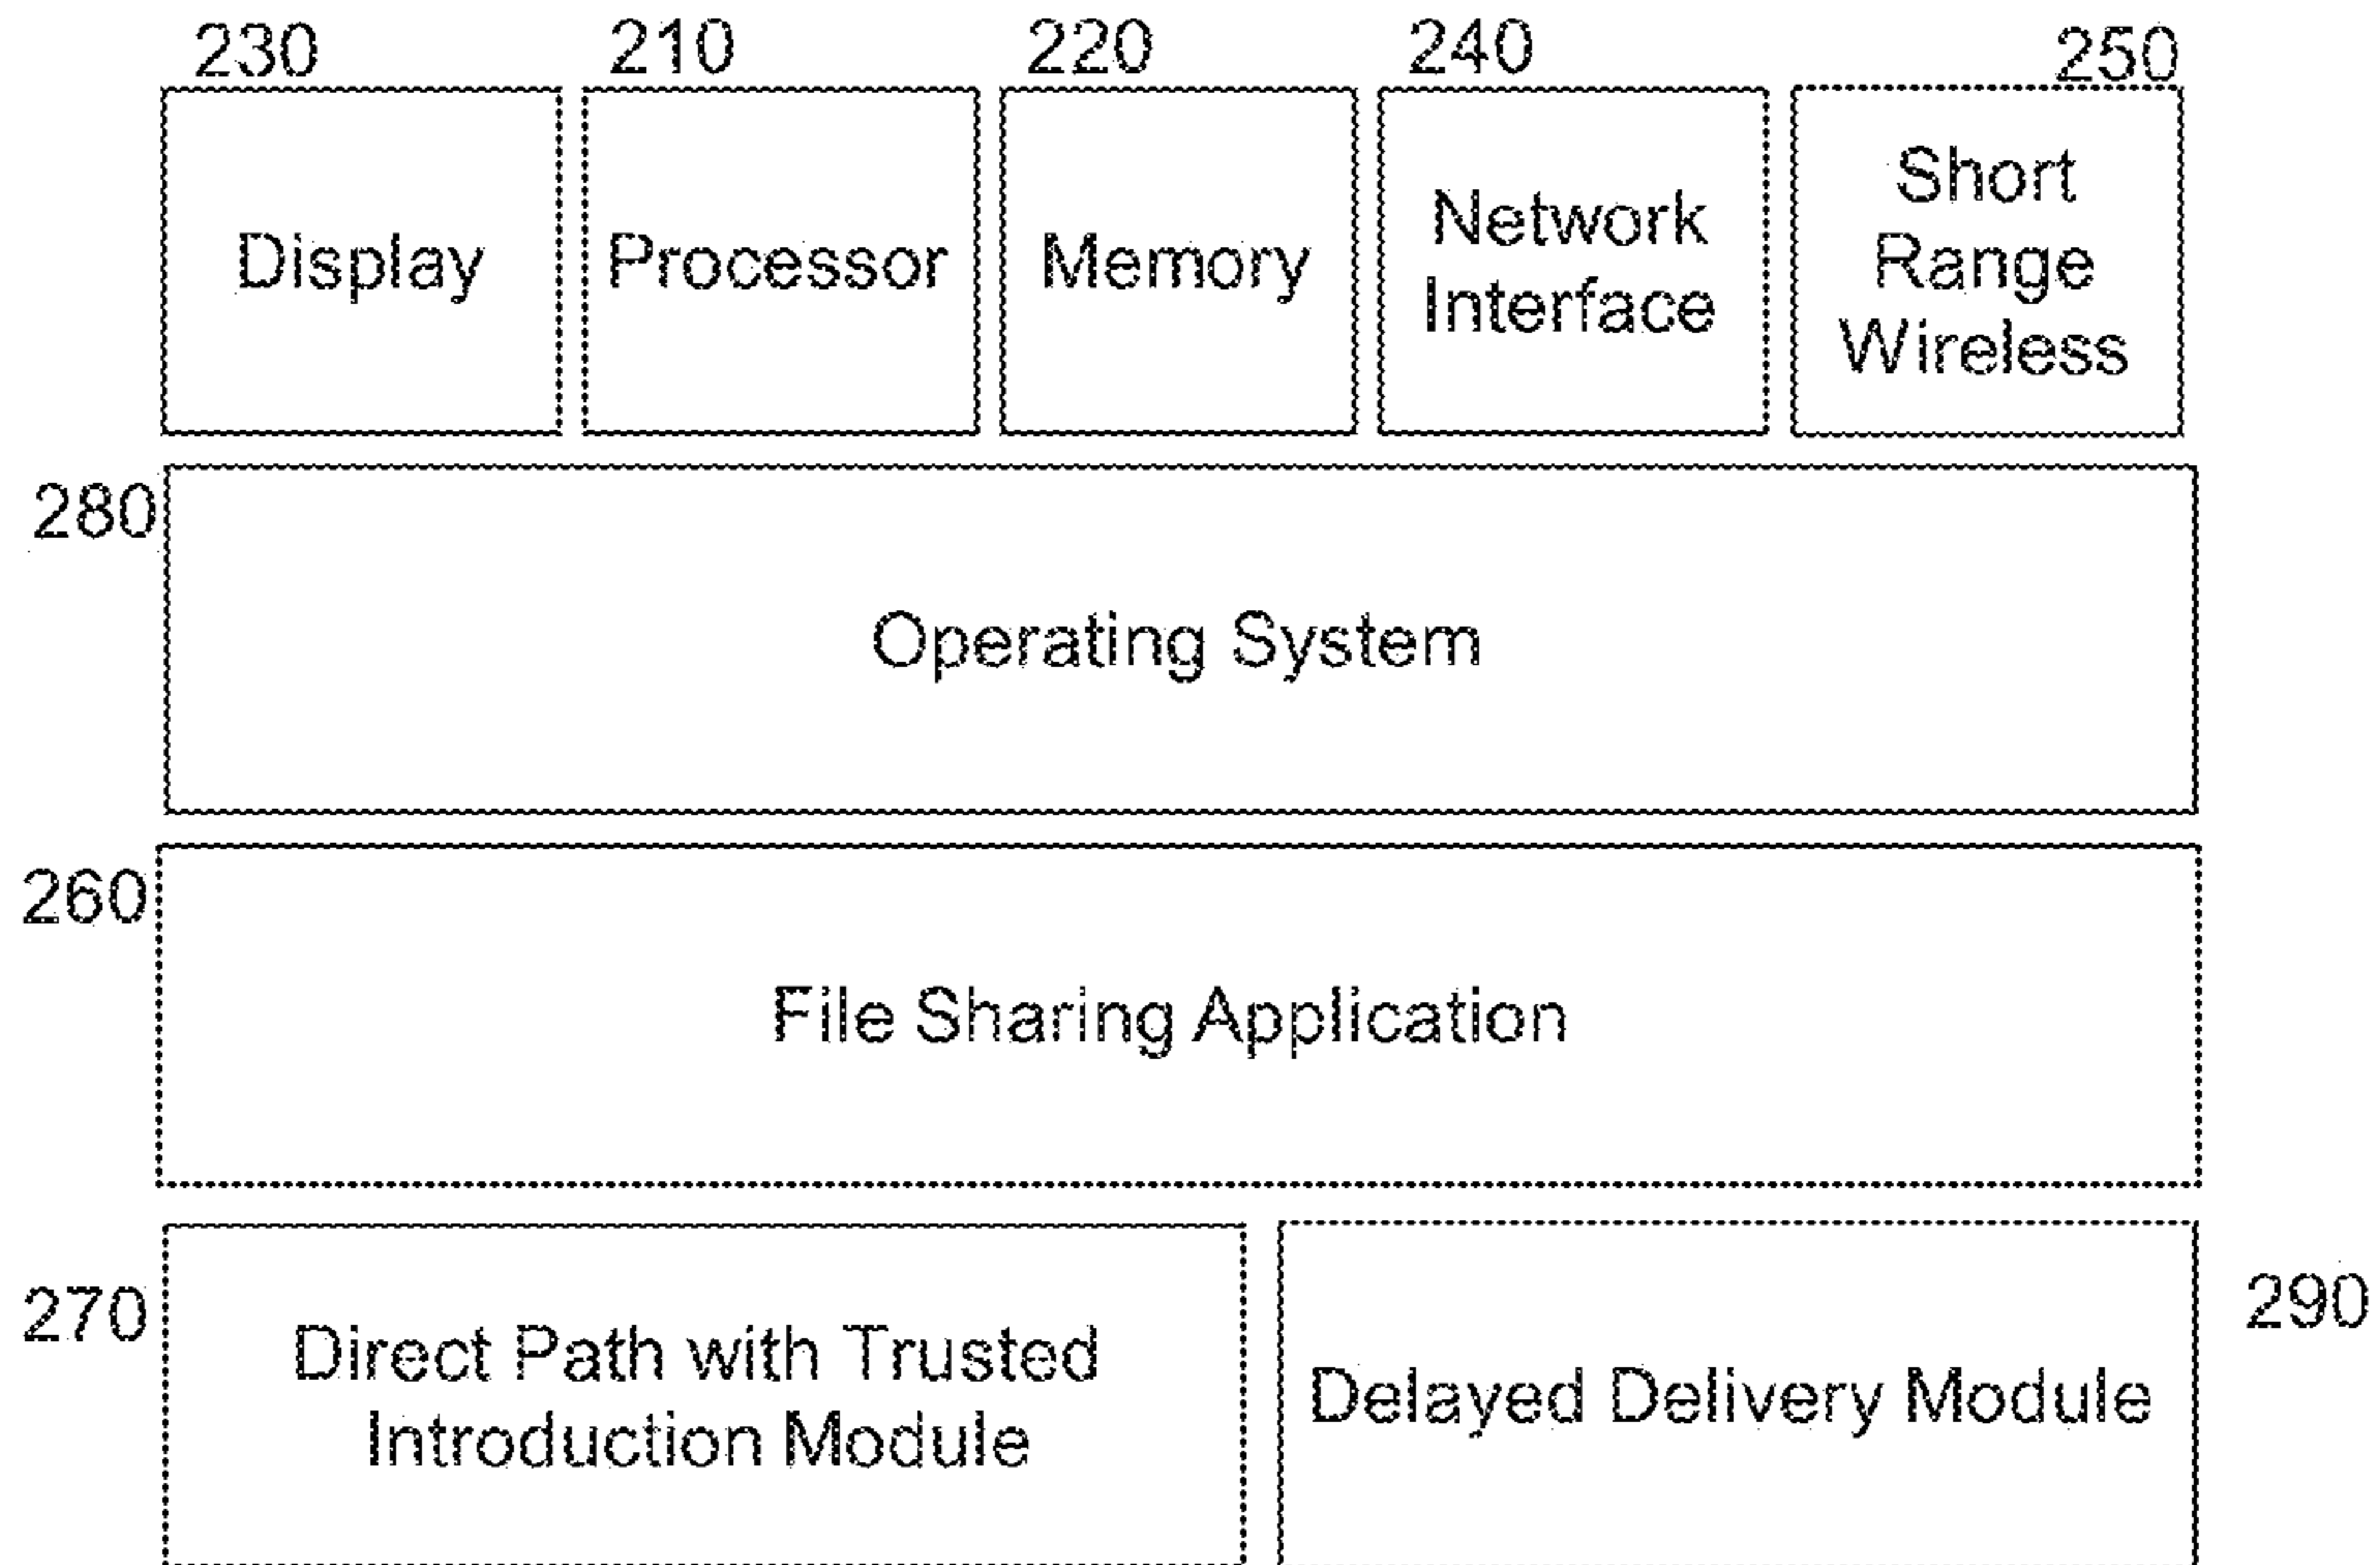 230
210
220
240
250
Display
Processor
Memory
Network
Interface
Short
Range
Wireless
280
Operating System
260
File Sharing Application
270
Direct Path with Trusted
Introduction Module
Delayed Delivery Module
290